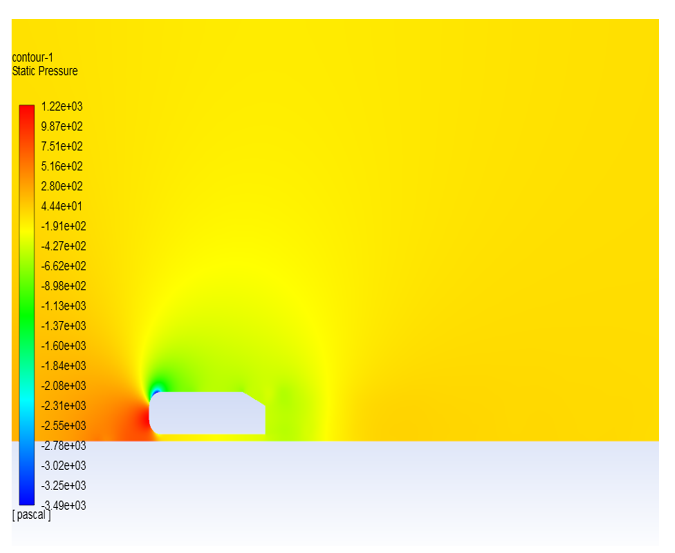 contour-1
Static Pressure
1.22e+03
9.87e+02
7.51e+02
5.16e+02
2.80e+02
4.44e+01
-1.91e+02
-4.27e+02
-6.62e+02
-8.98e+02
-1.13e+03
-1.37e+03
-1.60e+03
-1.84e+03
-2.08e+03
-2.31e+03
-2.55e+03
-2.78e+03
-3.02e+03
-3.25e+03
-3.49e+03
[ pascal ]